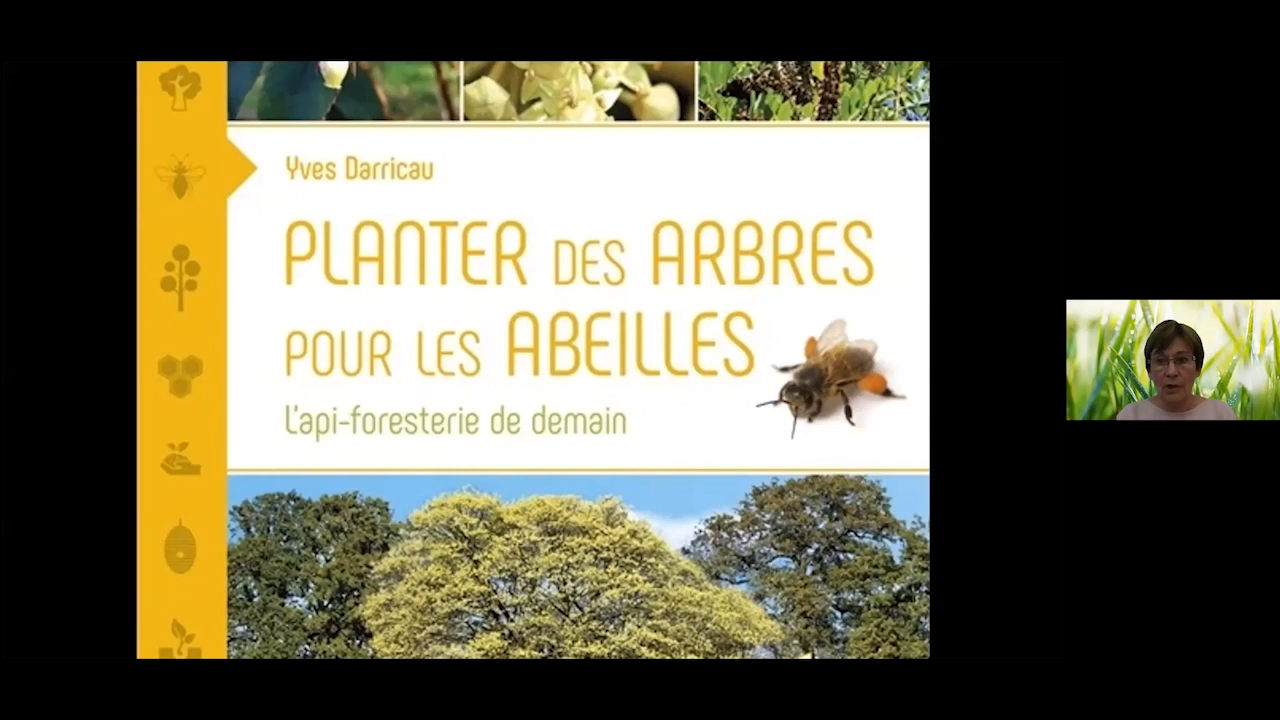 Yves Darricau
PLANTER DES ARBRES
POUR LES ABEILLES
L'api-foresterie de demain